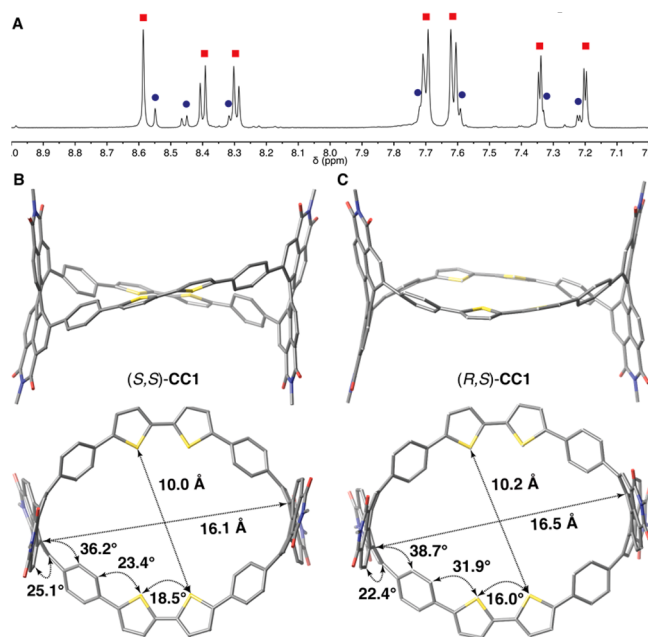 A
.0 8.9 8.8 8.7 8.6 8.5 8.4 8.3 8.2 8.1 8.0 7.9 7.8 7.7 7.6 7.5 7.4 7.3 7.2 7.1 7.0
δ (ppm)
B C
(S,S)-CC1 (R,S)-CC1
10.0 Å 10.2 Å
16.1 Å 16.5 Å
36.2° 38.7°
23.4° 31.9°
25.1° 18.5° 22.4° 16.0°